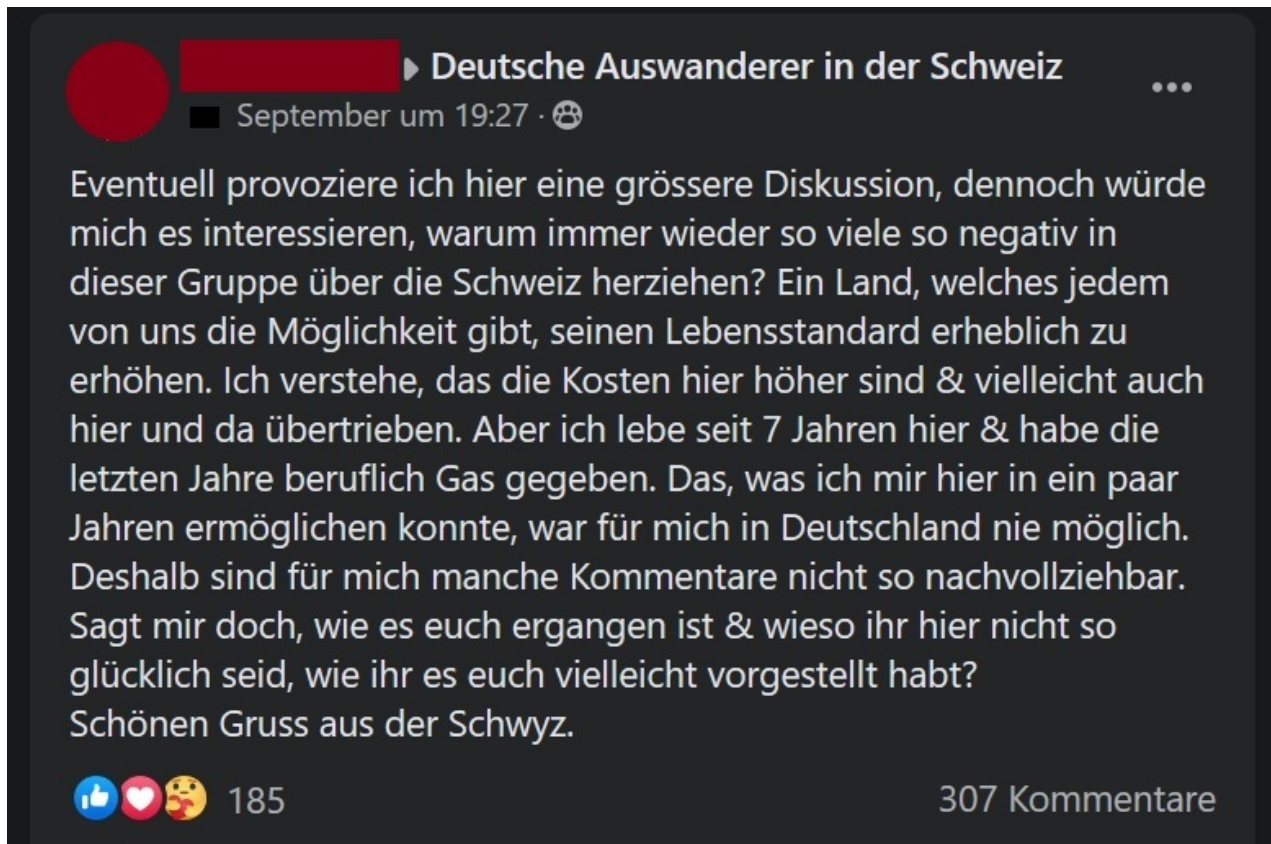 Deutsche Auswanderer in der Schweiz
September um 19:27 ·
Eventuell provoziere ich hier eine grössere Diskussion, dennoch würde
mich es interessieren, warum immer wieder so viele so negativ in
dieser Gruppe über die Schweiz herziehen? Ein Land, welches jedem
von uns die Möglichkeit gibt, seinen Lebensstandard erheblich zu
erhöhen. Ich verstehe, das die Kosten hier höher sind & vielleicht auch
hier und da übertrieben. Aber ich lebe seit 7 Jahren hier & habe die
letzten Jahre beruflich Gas gegeben. Das, was ich mir hier in ein paar
Jahren ermöglichen konnte, war für mich in Deutschland nie möglich.
Deshalb sind für mich manche Kommentare nicht so nachvollziehbar.
Sagt mir doch, wie es euch ergangen ist & wieso ihr hier nicht so
glücklich seid, wie ihr es euch vielleicht vorgestellt habt?
Schönen Gruss aus der Schwyz.
185 307 Kommentare